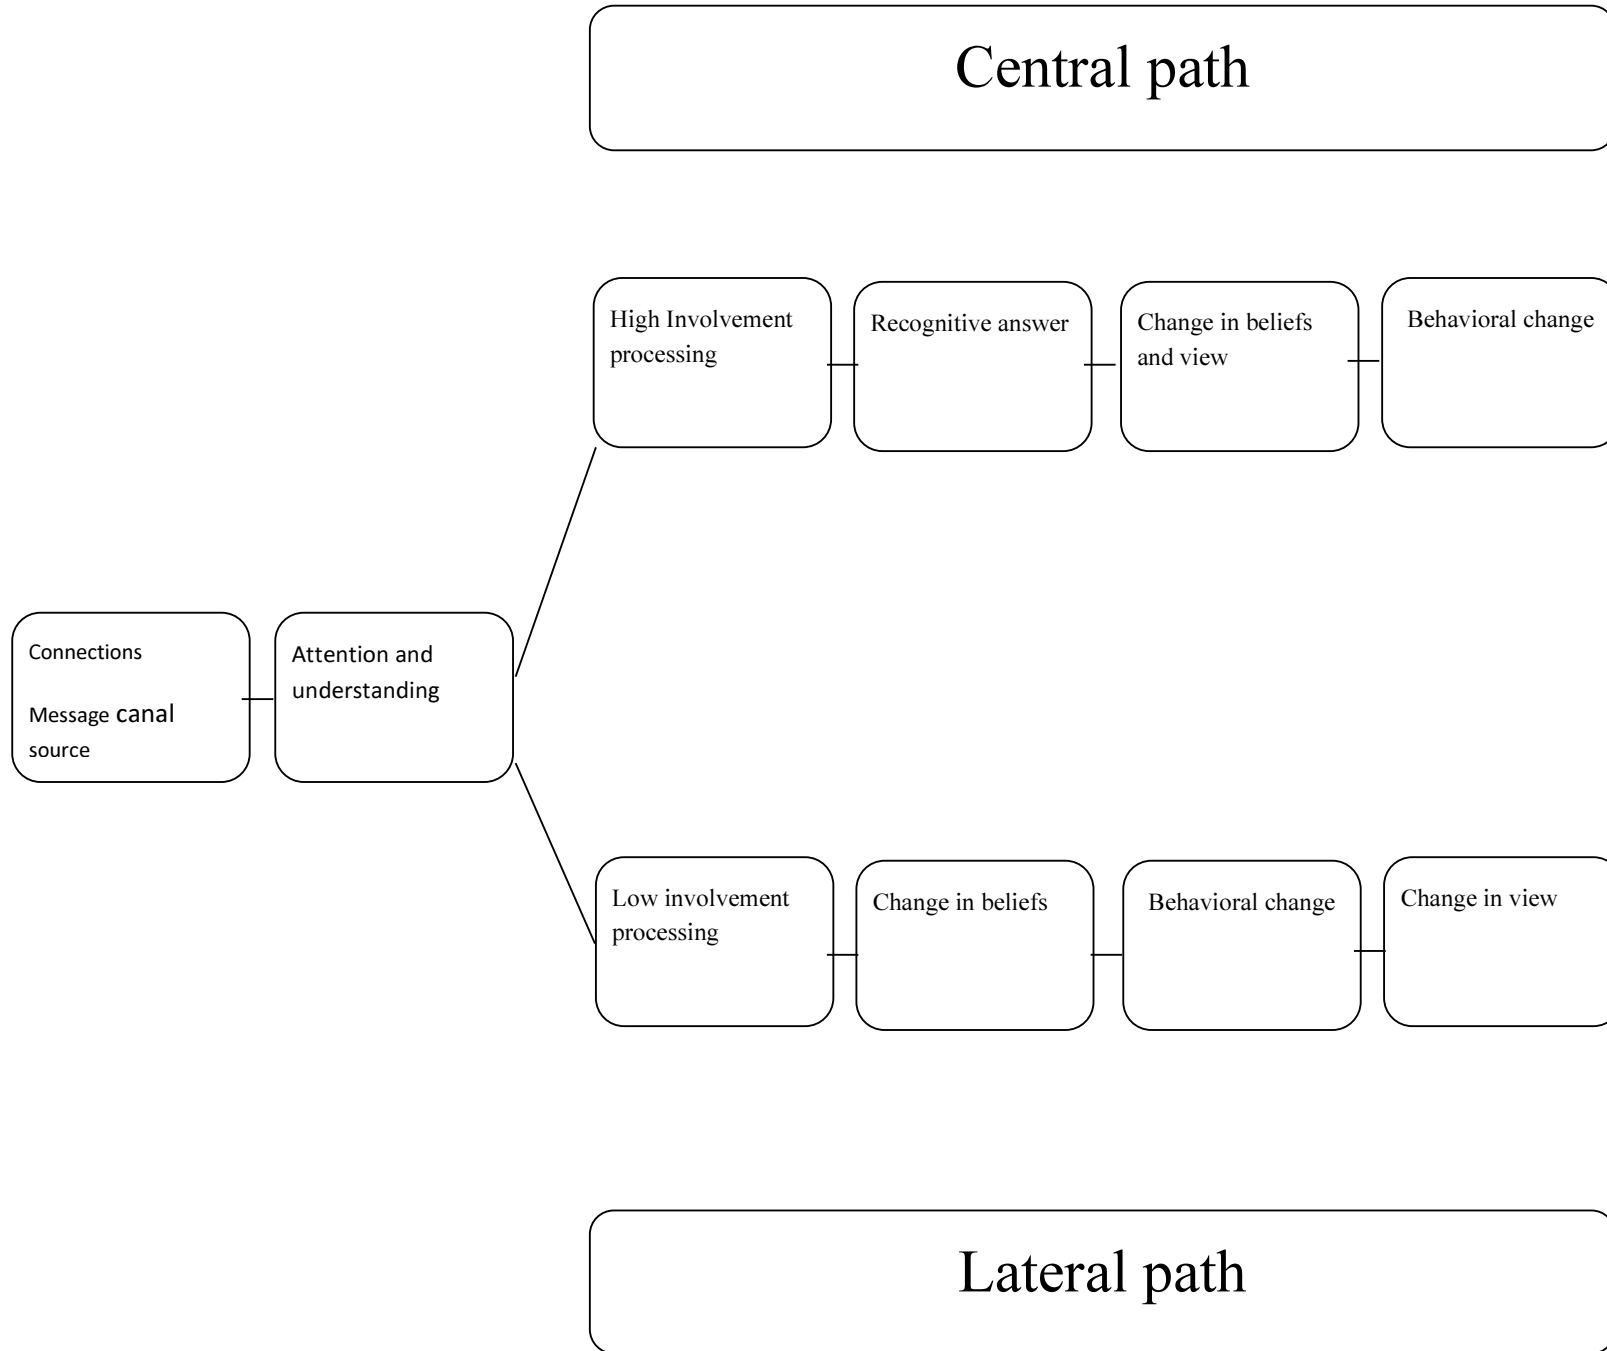 Central path
High Involvement
processing
Recognitive answer
Change in beliefs
and view
Behavioral change
Connections
Message canal
source
Attention and
understanding
Low involvement
processing
Change in beliefs
Behavioral change
Change in view
Lateral path